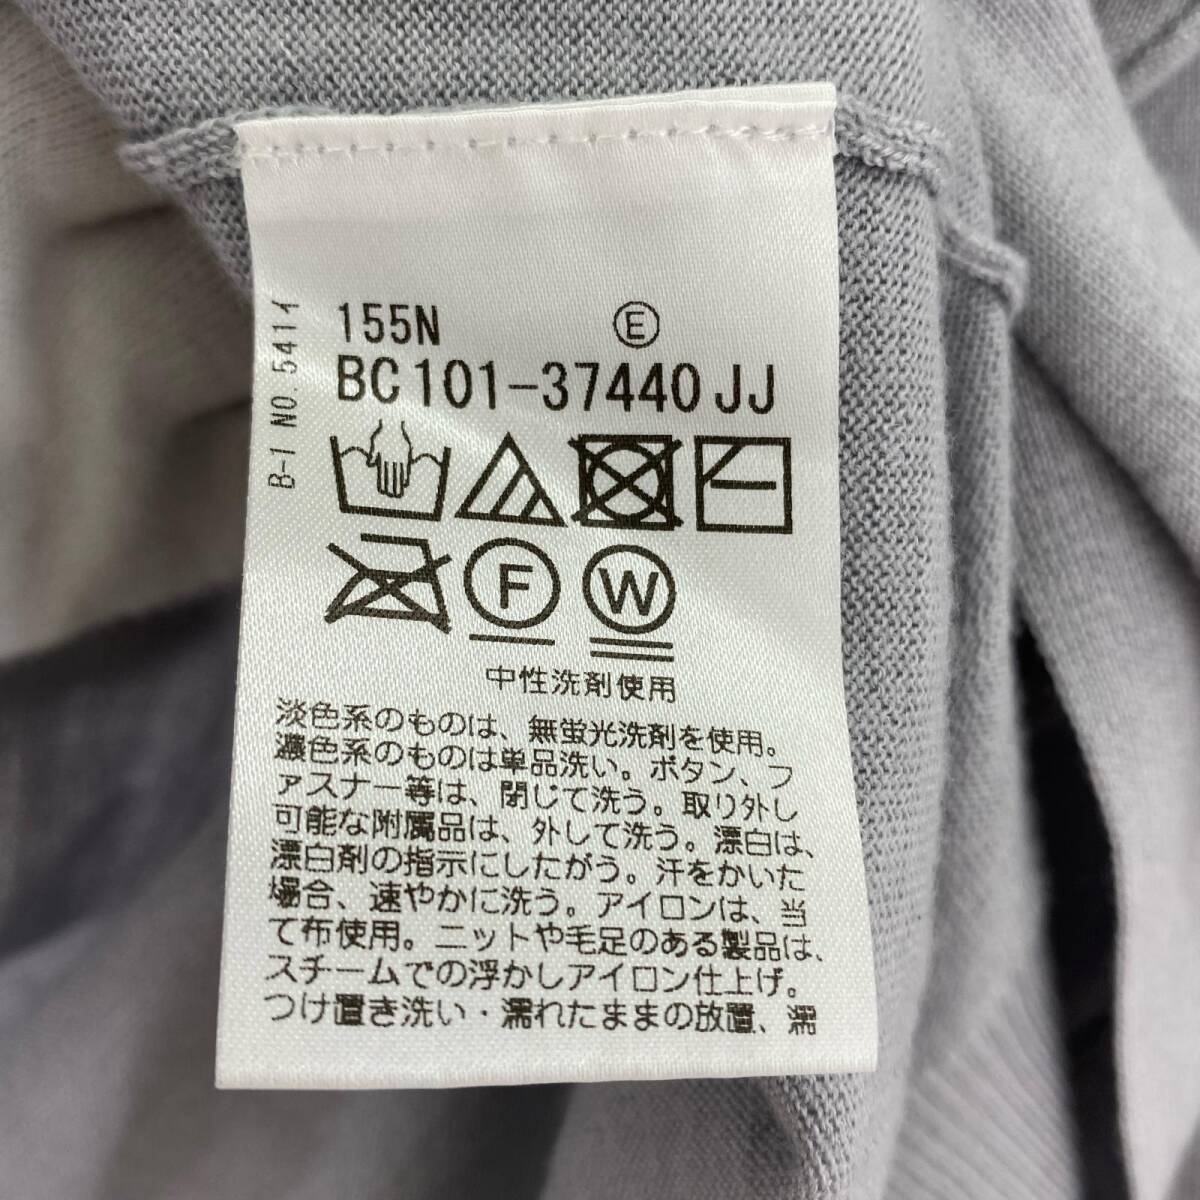 155N Ⓔ
BC101-37440JJ
B-1 NO.541イ
F W
中性洗剤使用
淡色系のものは、無蛍光洗剤を使用。
濃色系のものは単品洗い。ボタン、フ
ァスナー等は、閉じて洗う。取り外し
可能な附属品は、外して洗う。漂白は、
漂白剤の指示にしたがう。汗をかいた
場合、速やかに洗う。アイロンは、当
て布使用。ニットや毛足のある製品は、
スチームでの浮かしアイロン仕上げ。
つけ置き洗い・濡れたままの放置、